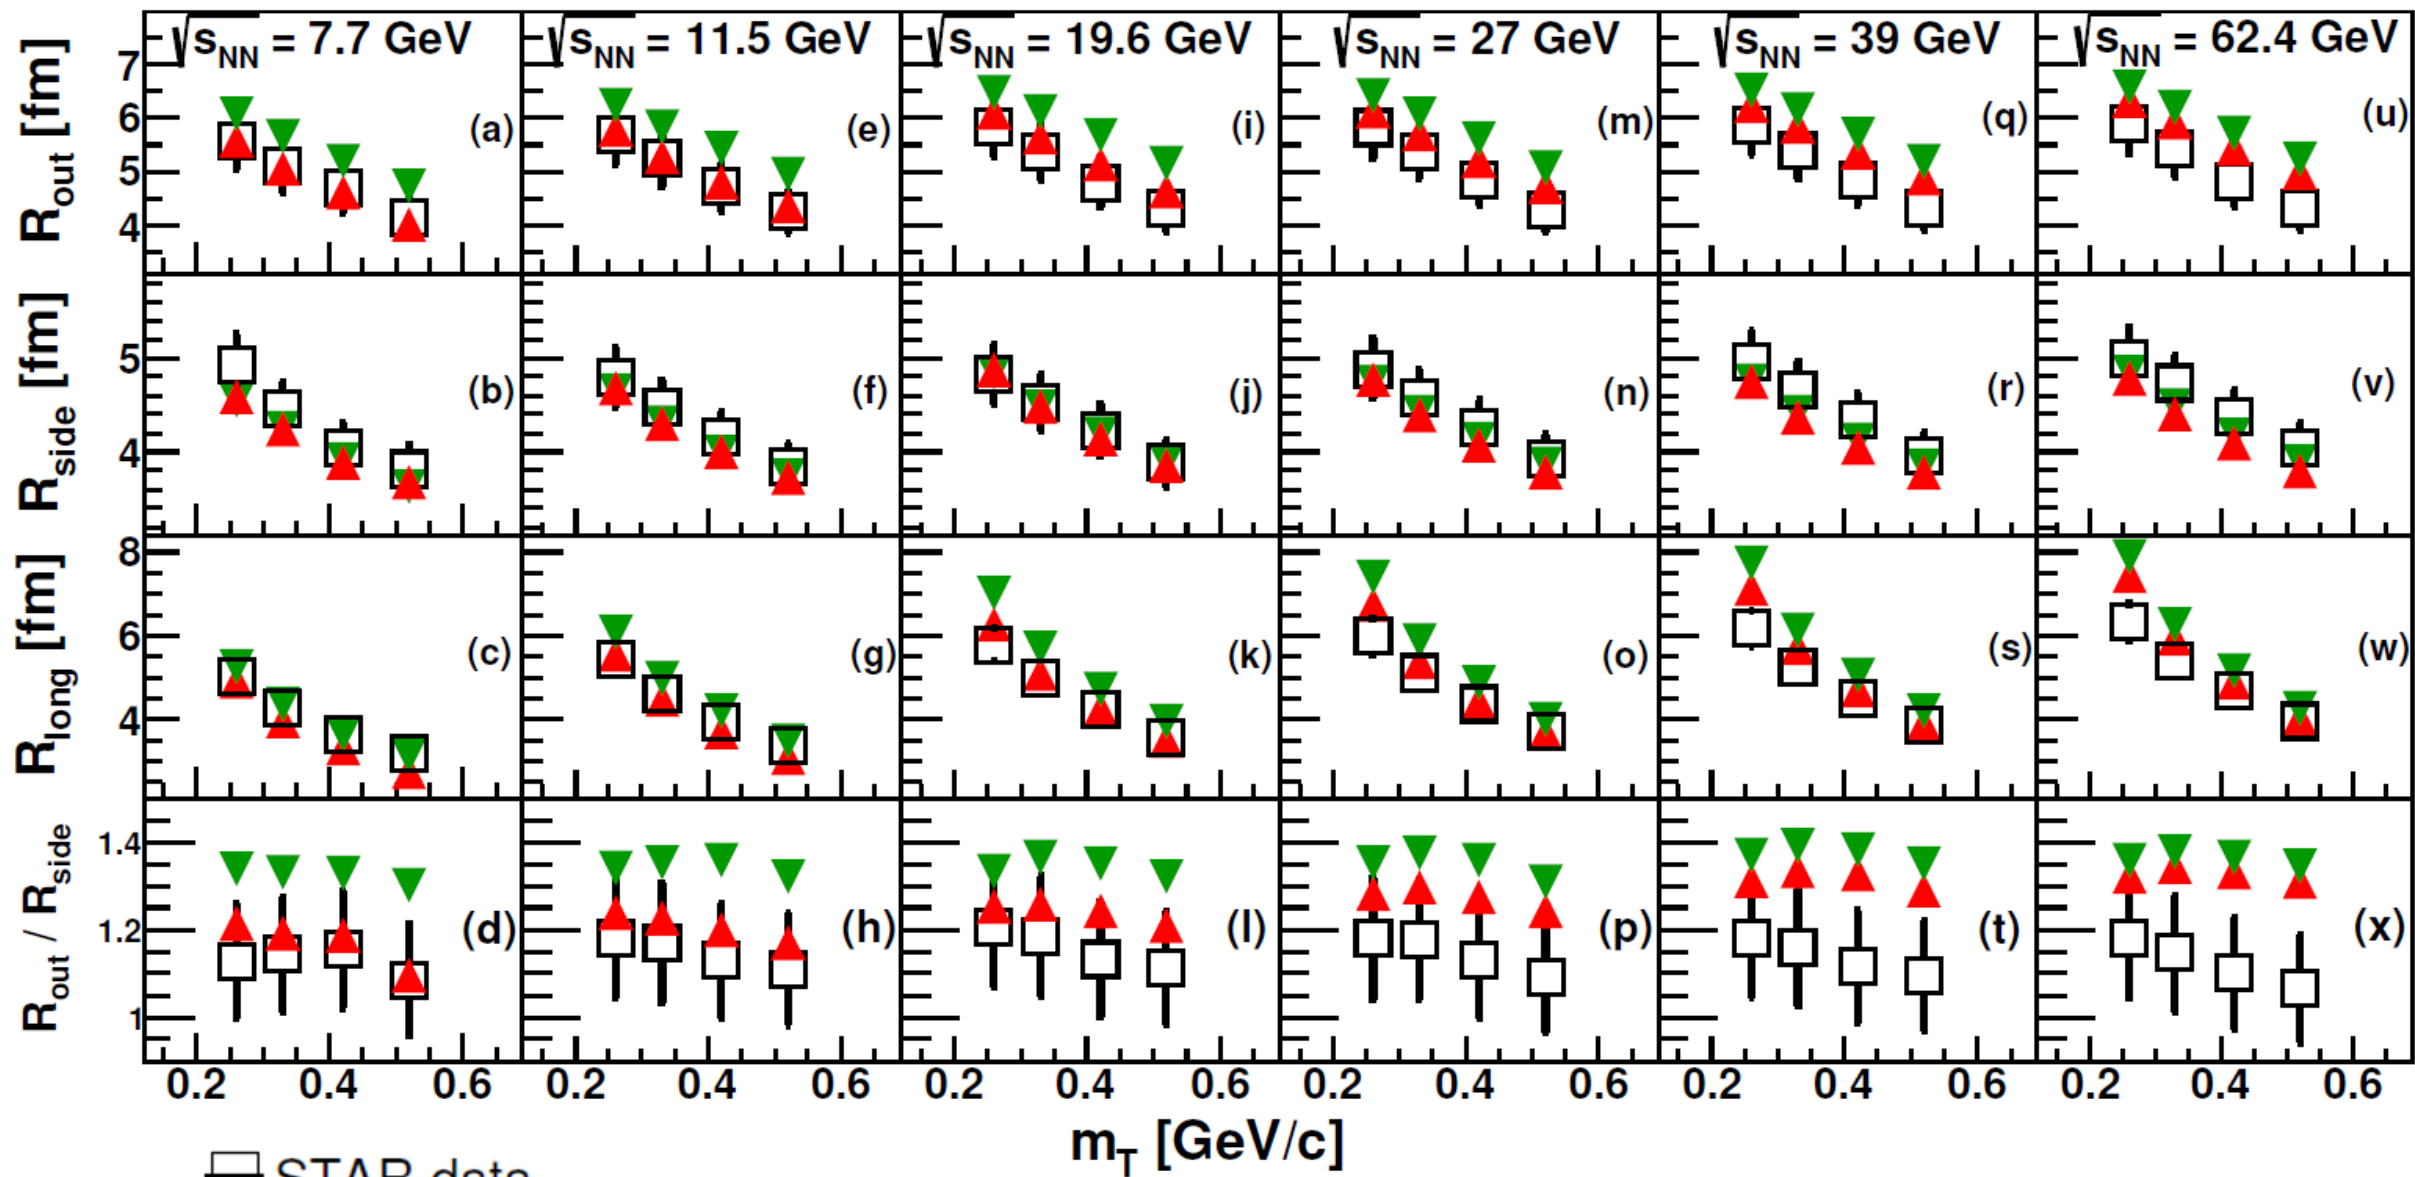 √sNN = 7.7 GeV √sNN = 11.5 GeV √sNN = 19.6 GeV √sNN = 27 GeV √sNN = 39 GeV √sNN = 62.4 GeV
Rout [fm]
7
6
5
4
(a) (e) (i) (m) (q) (u)
Rside [fm]
5
4
(b) (f) (j) (n) (r) (v)
Rlong [fm]
8
6
4
(c) (g) (k) (o) (s) (w)
Rout / Rside
1.4
1.2
1
(d) (h) (l) (p) (t) (x)
0.2 0.4 0.6 0.2 0.4 0.6 0.2 0.4 0.6 0.2 0.4 0.6 0.2 0.4 0.6 0.2 0.4 0.6
mT [GeV/c]
STAR data